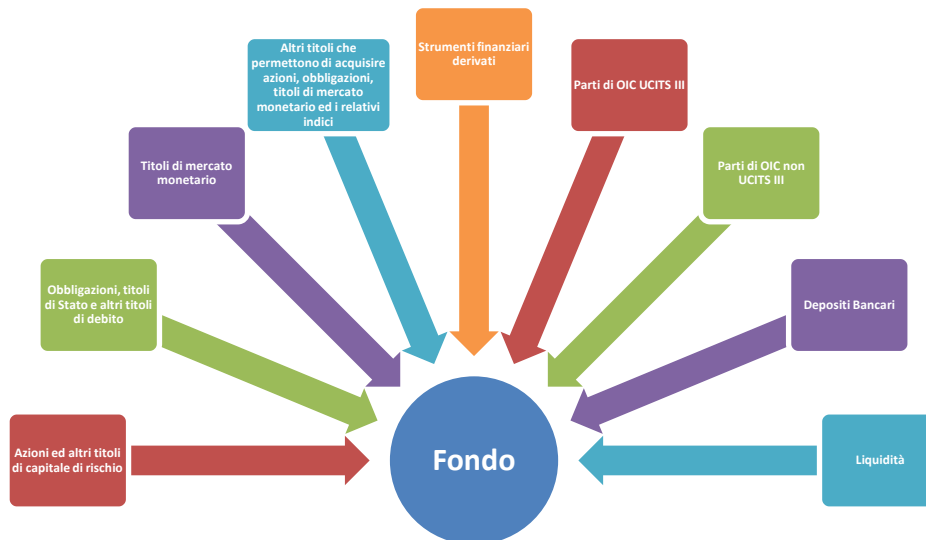 Altri titoli che
permettono di acquisire
azioni, obbligazioni,
titoli di mercato
monetario ed i relativi
indici
Strumenti finanziari
derivati
Parti di OIC UCITS III
Titoli di mercato
monetario
Parti di OIC non
UCITS III
Obbligazioni, titoli
di Stato e altri titoli
di debito
Depositi Bancari
Azioni ed altri titoli
di capitale di rischio
Fondo
Liquidità